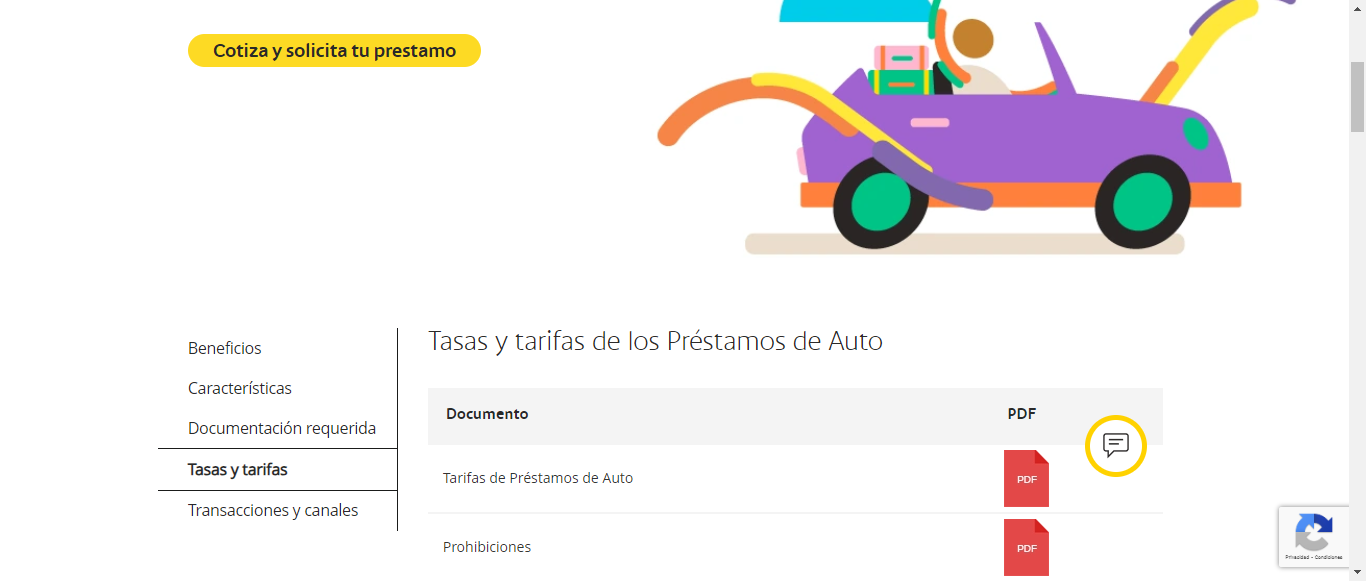 Cotiza y solicita tu prestamo
Beneficios
Características
Documentación requerida
Tasas y tarifas
Transacciones y canales
Tasas y tarifas de los Préstamos de Auto
Documento PDF
Tarifas de Préstamos de Auto PDF
Prohibiciones PDF
Privacidad - Condiciones